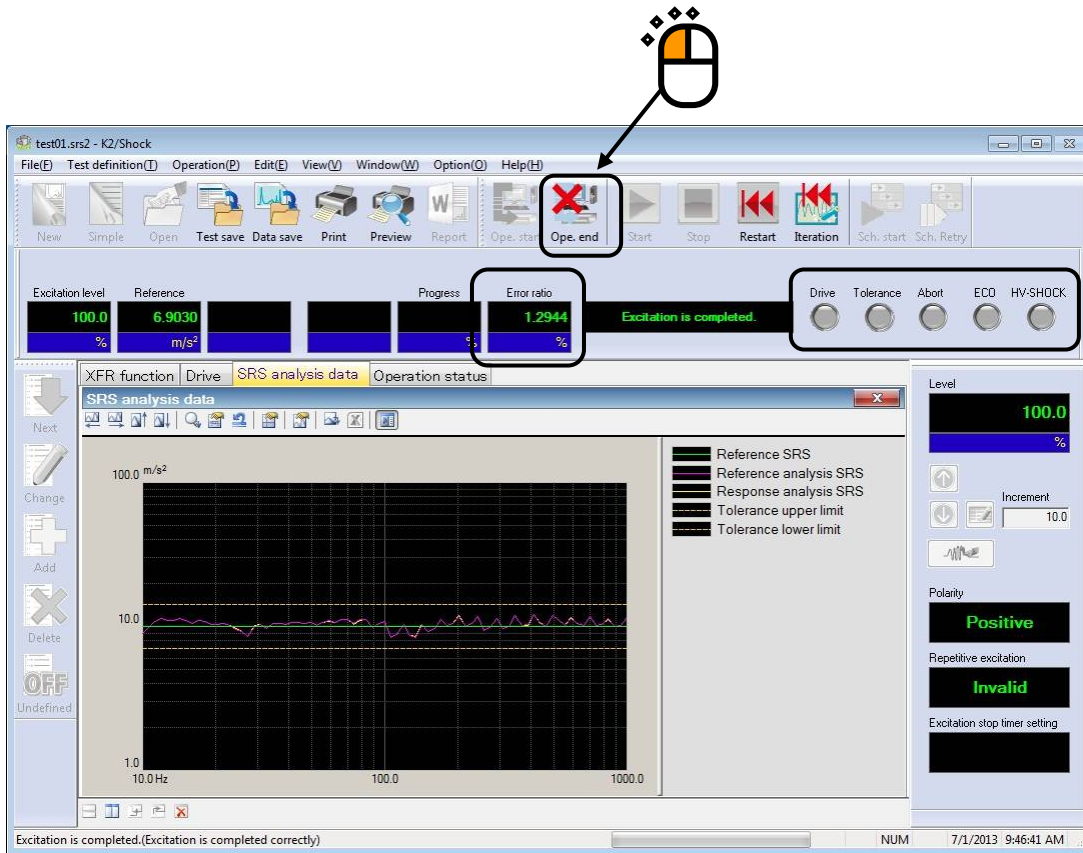 test01.srs2 - K2/Shock
File(F) Test definition(T) Operation(P) Edit(E) View(V) Window(W) Option(O) Help(H)
New Simple Open Test save Data save Print Preview Report Ope. start Ope. end Start Stop Restart Iteration Sch. start Sch. Retry
Excitation level Reference Progress Error ratio Drive Tolerance Abort ECO HV-SHOCK
100.0 6.9030 1.2944 Excitation is completed.
% m/s² % %
XFR function Drive SRS analysis data Operation status
SRS analysis data
Next
Change
Add
Delete
OFF
Undefined
100.0 m/s²
10.0
1.0
10.0 Hz 100.0 1000.0
Reference SRS
Reference analysis SRS
Response analysis SRS
Tolerance upper limit
Tolerance lower limit
Level
100.0
%
Increment
10.0
Polarity
Positive
Repetitive excitation
Invalid
Excitation stop timer setting
Excitation is completed.(Excitation is completed correctly) NUM 7/1/2013 9:46:41 AM